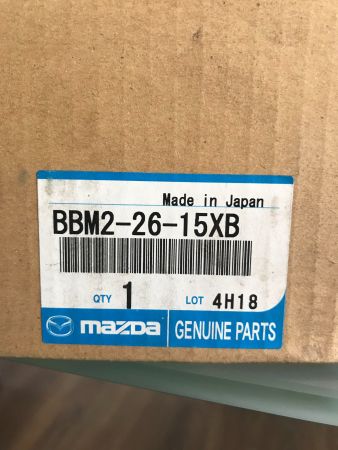 Made in Japan
BBM2-26-15XB
QTY 1 LOT 4H18
mazda GENUINE PARTS